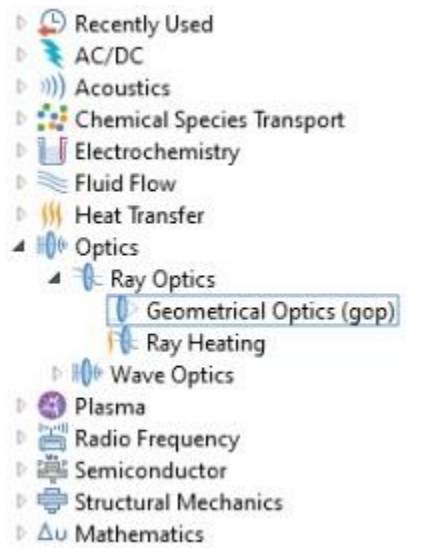 Recently Used
AC/DC
Acoustics
Chemical Species Transport
Electrochemistry
Fluid Flow
Heat Transfer
Optics
Ray Optics
Geometrical Optics (gop)
Ray Heating
Wave Optics
Plasma
Radio Frequency
Semiconductor
Structural Mechanics
Δu Mathematics